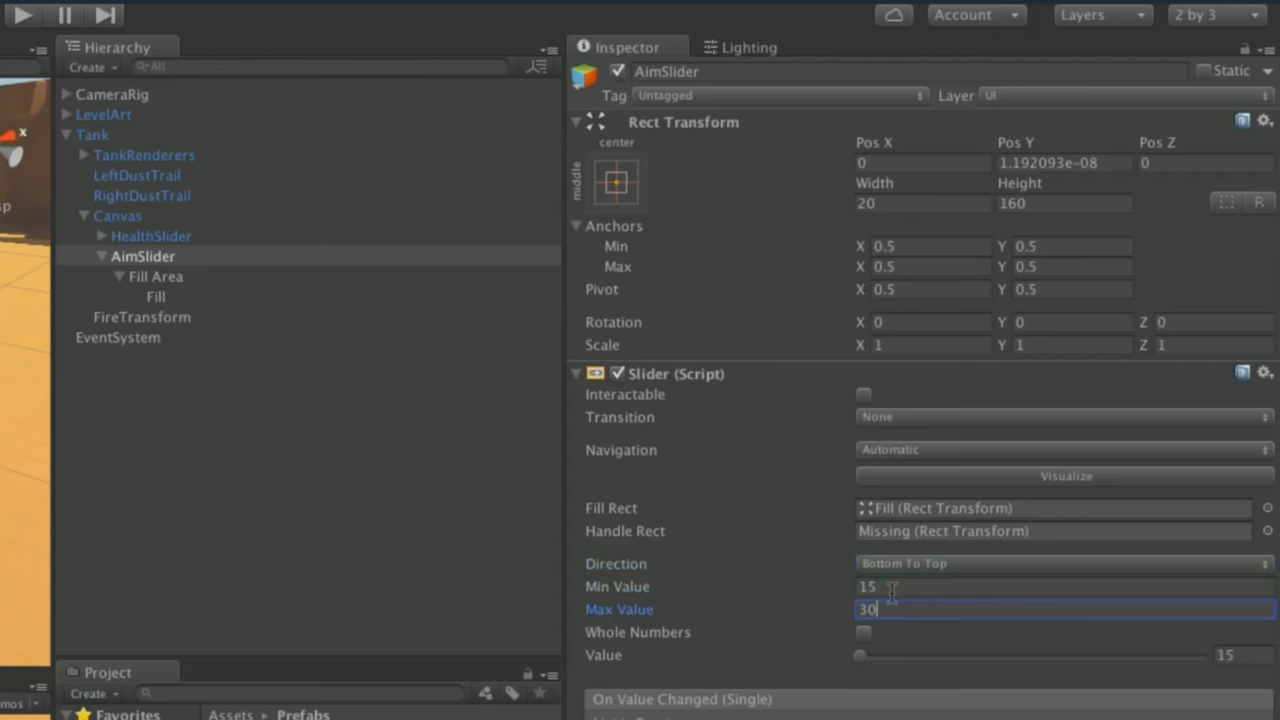 Account
Layers
2 by 3
Hierarchy
Create
All
CameraRig
LevelArt
Tank
TankRenderers
LeftDustTrail
RightDustTrail
Canvas
HealthSlider
AimSlider
Fill Area
Fill
FireTransform
EventSystem
x
sp
mos
Project
Create
Favorites
Assets Prefabs
Inspector Lighting
AimSlider Static
Tag Untagged Layer UI
Rect Transform
center
middle
Pos X Pos Y Pos Z
0 1.192093e-08 0
Width Height
20 160
R
Anchors
Min X 0.5 Y 0.5
Max X 0.5 Y 0.5
Pivot X 0.5 Y 0.5
Rotation X 0 Y 0 Z 0
Scale X 1 Y 1 Z 1
Slider (Script)
Interactable
Transition None
Navigation Automatic
Visualize
Fill Rect Fill (Rect Transform)
Handle Rect Missing (Rect Transform)
Direction Bottom To Top
Min Value 15
Max Value 30
Whole Numbers
Value 15
On Value Changed (Single)